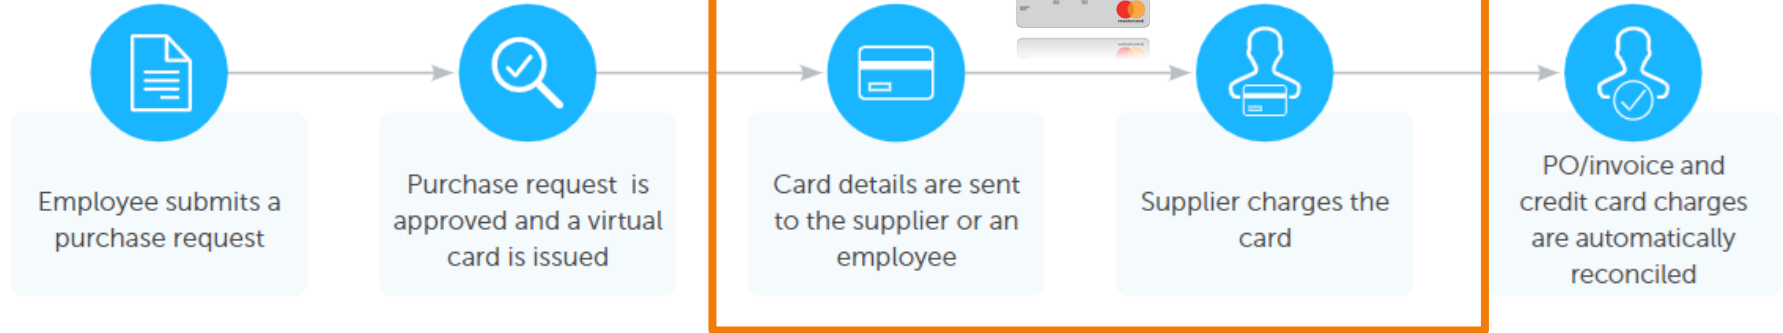 mastercard
Employee submits a
purchase request
Purchase request is
approved and a virtual
card is issued
Card details are sent
to the supplier or an
employee
Supplier charges the
card
PO/invoice and
credit card charges
are automatically
reconciled